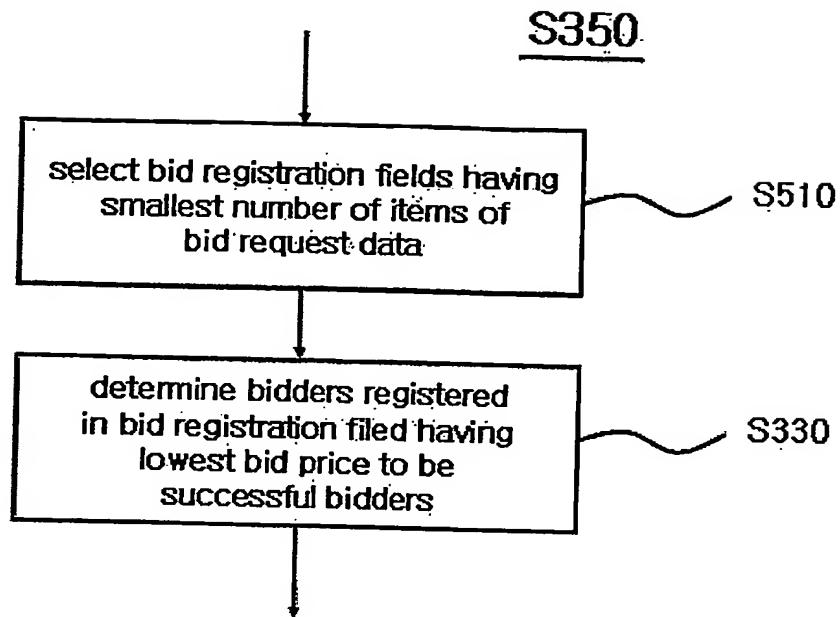 S350
select bid registration fields having
smallest number of items of
bid request data
S510
determine bidders registered
in bid registration filed having
lowest bid price to be
successful bidders
S330